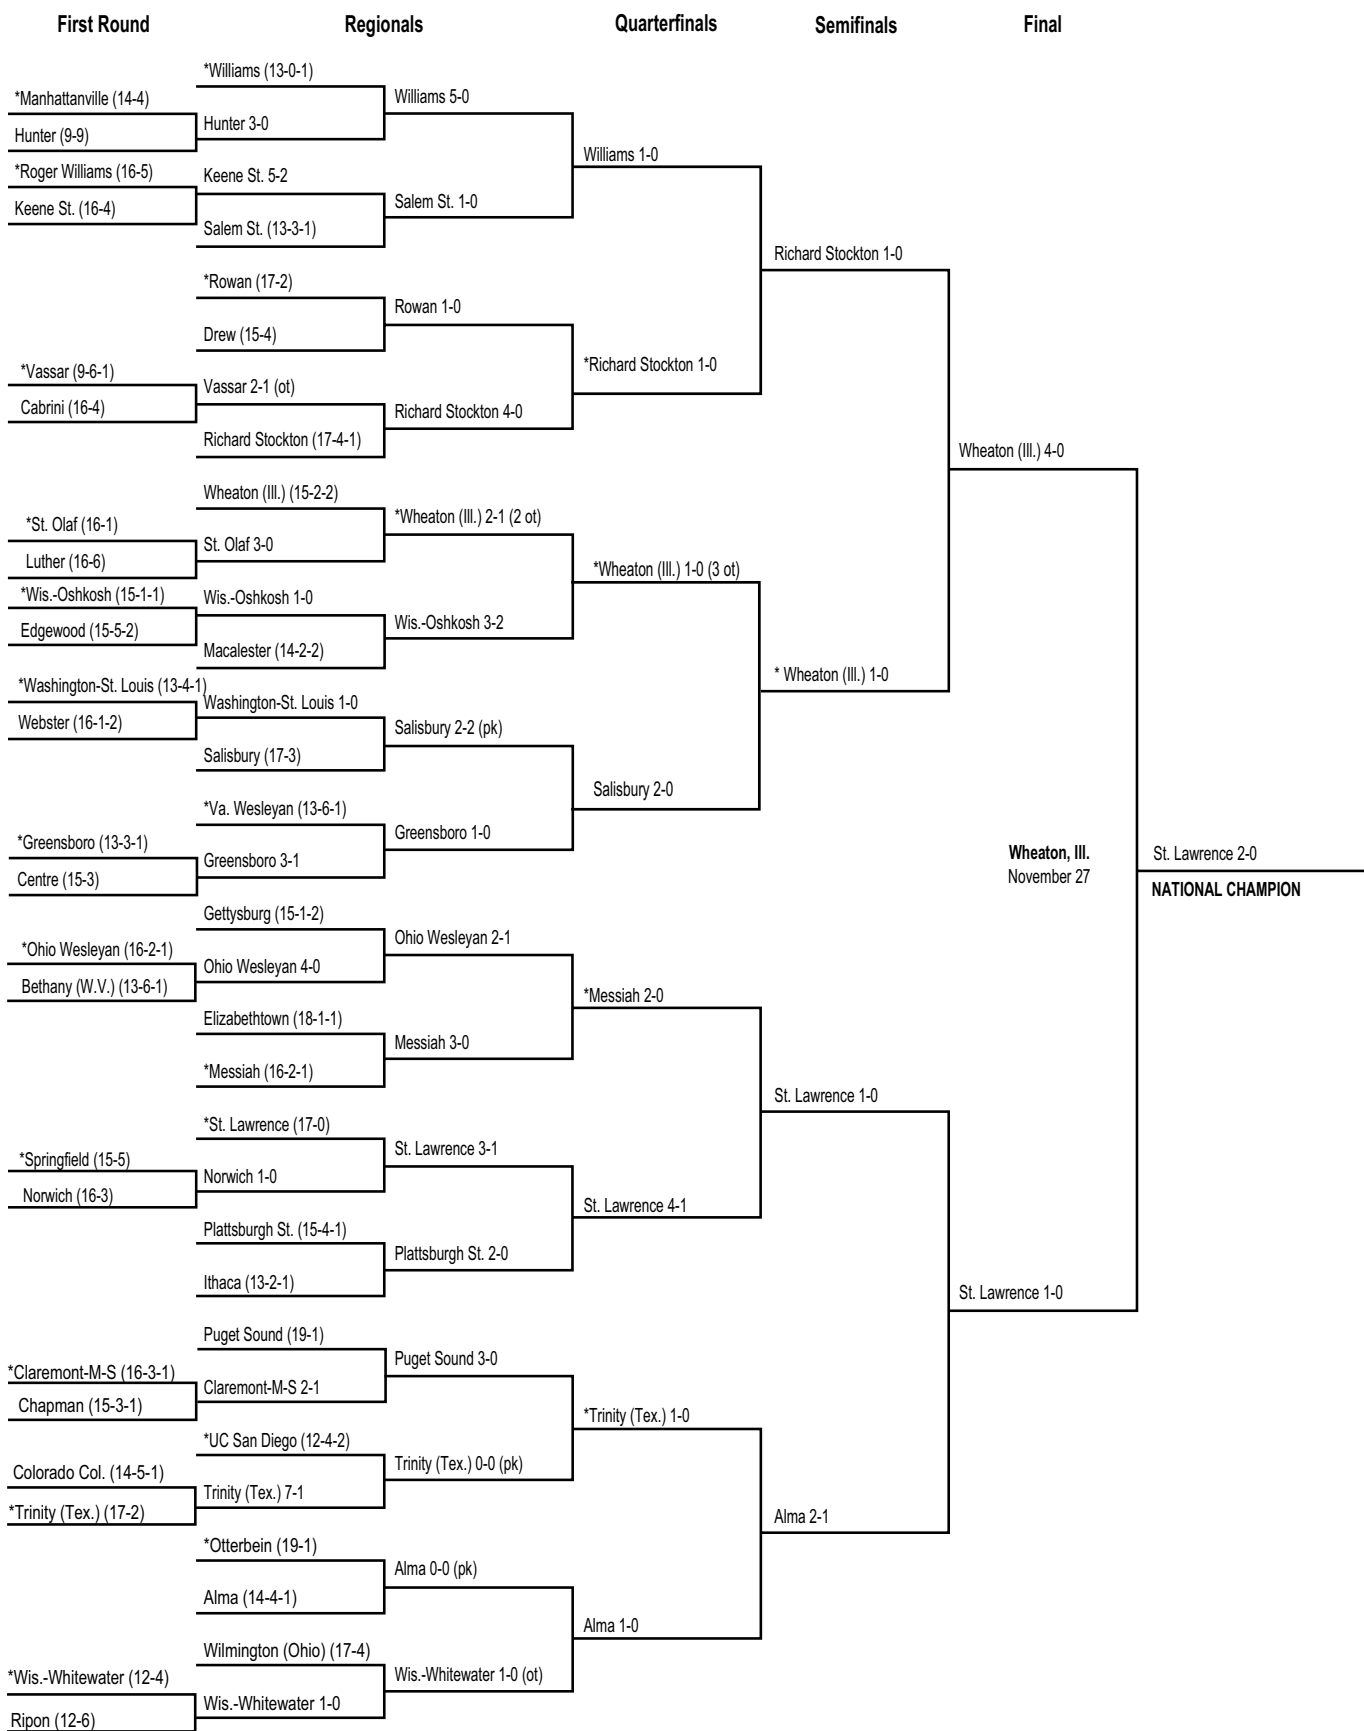 First Round
Regionals
Quarterfinals
Semifinals
Final
*Manhattanville (14-4)
Hunter (9-9)
*Roger Williams (16-5)
Keene St. (16-4)
*Vassar (9-6-1)
Cabrini (16-4)
*St. Olaf (16-1)
Luther (16-6)
*Wis.-Oshkosh (15-1-1)
Edgewood (15-5-2)
*Washington-St. Louis (13-4-1)
Webster (16-1-2)
*Greensboro (13-3-1)
Centre (15-3)
*Ohio Wesleyan (16-2-1)
Bethany (W.V.) (13-6-1)
*Springfield (15-5)
Norwich (16-3)
*Claremont-M-S (16-3-1)
Chapman (15-3-1)
Colorado Col. (14-5-1)
*Trinity (Tex.) (17-2)
*Wis.-Whitewater (12-4)
Ripon (12-6)
*Williams (13-0-1)
Hunter 3-0
Keene St. 5-2
Salem St. (13-3-1)
*Rowan (17-2)
Drew (15-4)
Vassar 2-1 (ot)
Richard Stockton (17-4-1)
Wheaton (Ill.) (15-2-2)
St. Olaf 3-0
Wis.-Oshkosh 1-0
Macalester (14-2-2)
Washington-St. Louis 1-0
Salisbury (17-3)
*Va. Wesleyan (13-6-1)
Greensboro 3-1
Gettysburg (15-1-2)
Ohio Wesleyan 4-0
Elizabethtown (18-1-1)
*Messiah (16-2-1)
*St. Lawrence (17-0)
Norwich 1-0
Plattsburgh St. (15-4-1)
Ithaca (13-2-1)
Puget Sound (19-1)
Claremont-M-S 2-1
*UC San Diego (12-4-2)
Trinity (Tex.) 7-1
*Otterbein (19-1)
Alma (14-4-1)
Wilmington (Ohio) (17-4)
Wis.-Whitewater 1-0
Williams 5-0
Salem St. 1-0
Rowan 1-0
Richard Stockton 4-0
*Wheaton (Ill.) 2-1 (2 ot)
Wis.-Oshkosh 3-2
Salisbury 2-2 (pk)
Greensboro 1-0
Ohio Wesleyan 2-1
Messiah 3-0
St. Lawrence 3-1
Plattsburgh St. 2-0
Puget Sound 3-0
Trinity (Tex.) 0-0 (pk)
Alma 0-0 (pk)
Wis.-Whitewater 1-0 (ot)
Williams 1-0
*Richard Stockton 1-0
*Wheaton (Ill.) 1-0 (3 ot)
Salisbury 2-0
*Messiah 2-0
St. Lawrence 4-1
*Trinity (Tex.) 1-0
Alma 1-0
Richard Stockton 1-0
* Wheaton (Ill.) 1-0
St. Lawrence 1-0
Alma 2-1
Wheaton (Ill.) 4-0
St. Lawrence 1-0
Wheaton, Ill.
November 27
St. Lawrence 2-0
NATIONAL CHAMPION